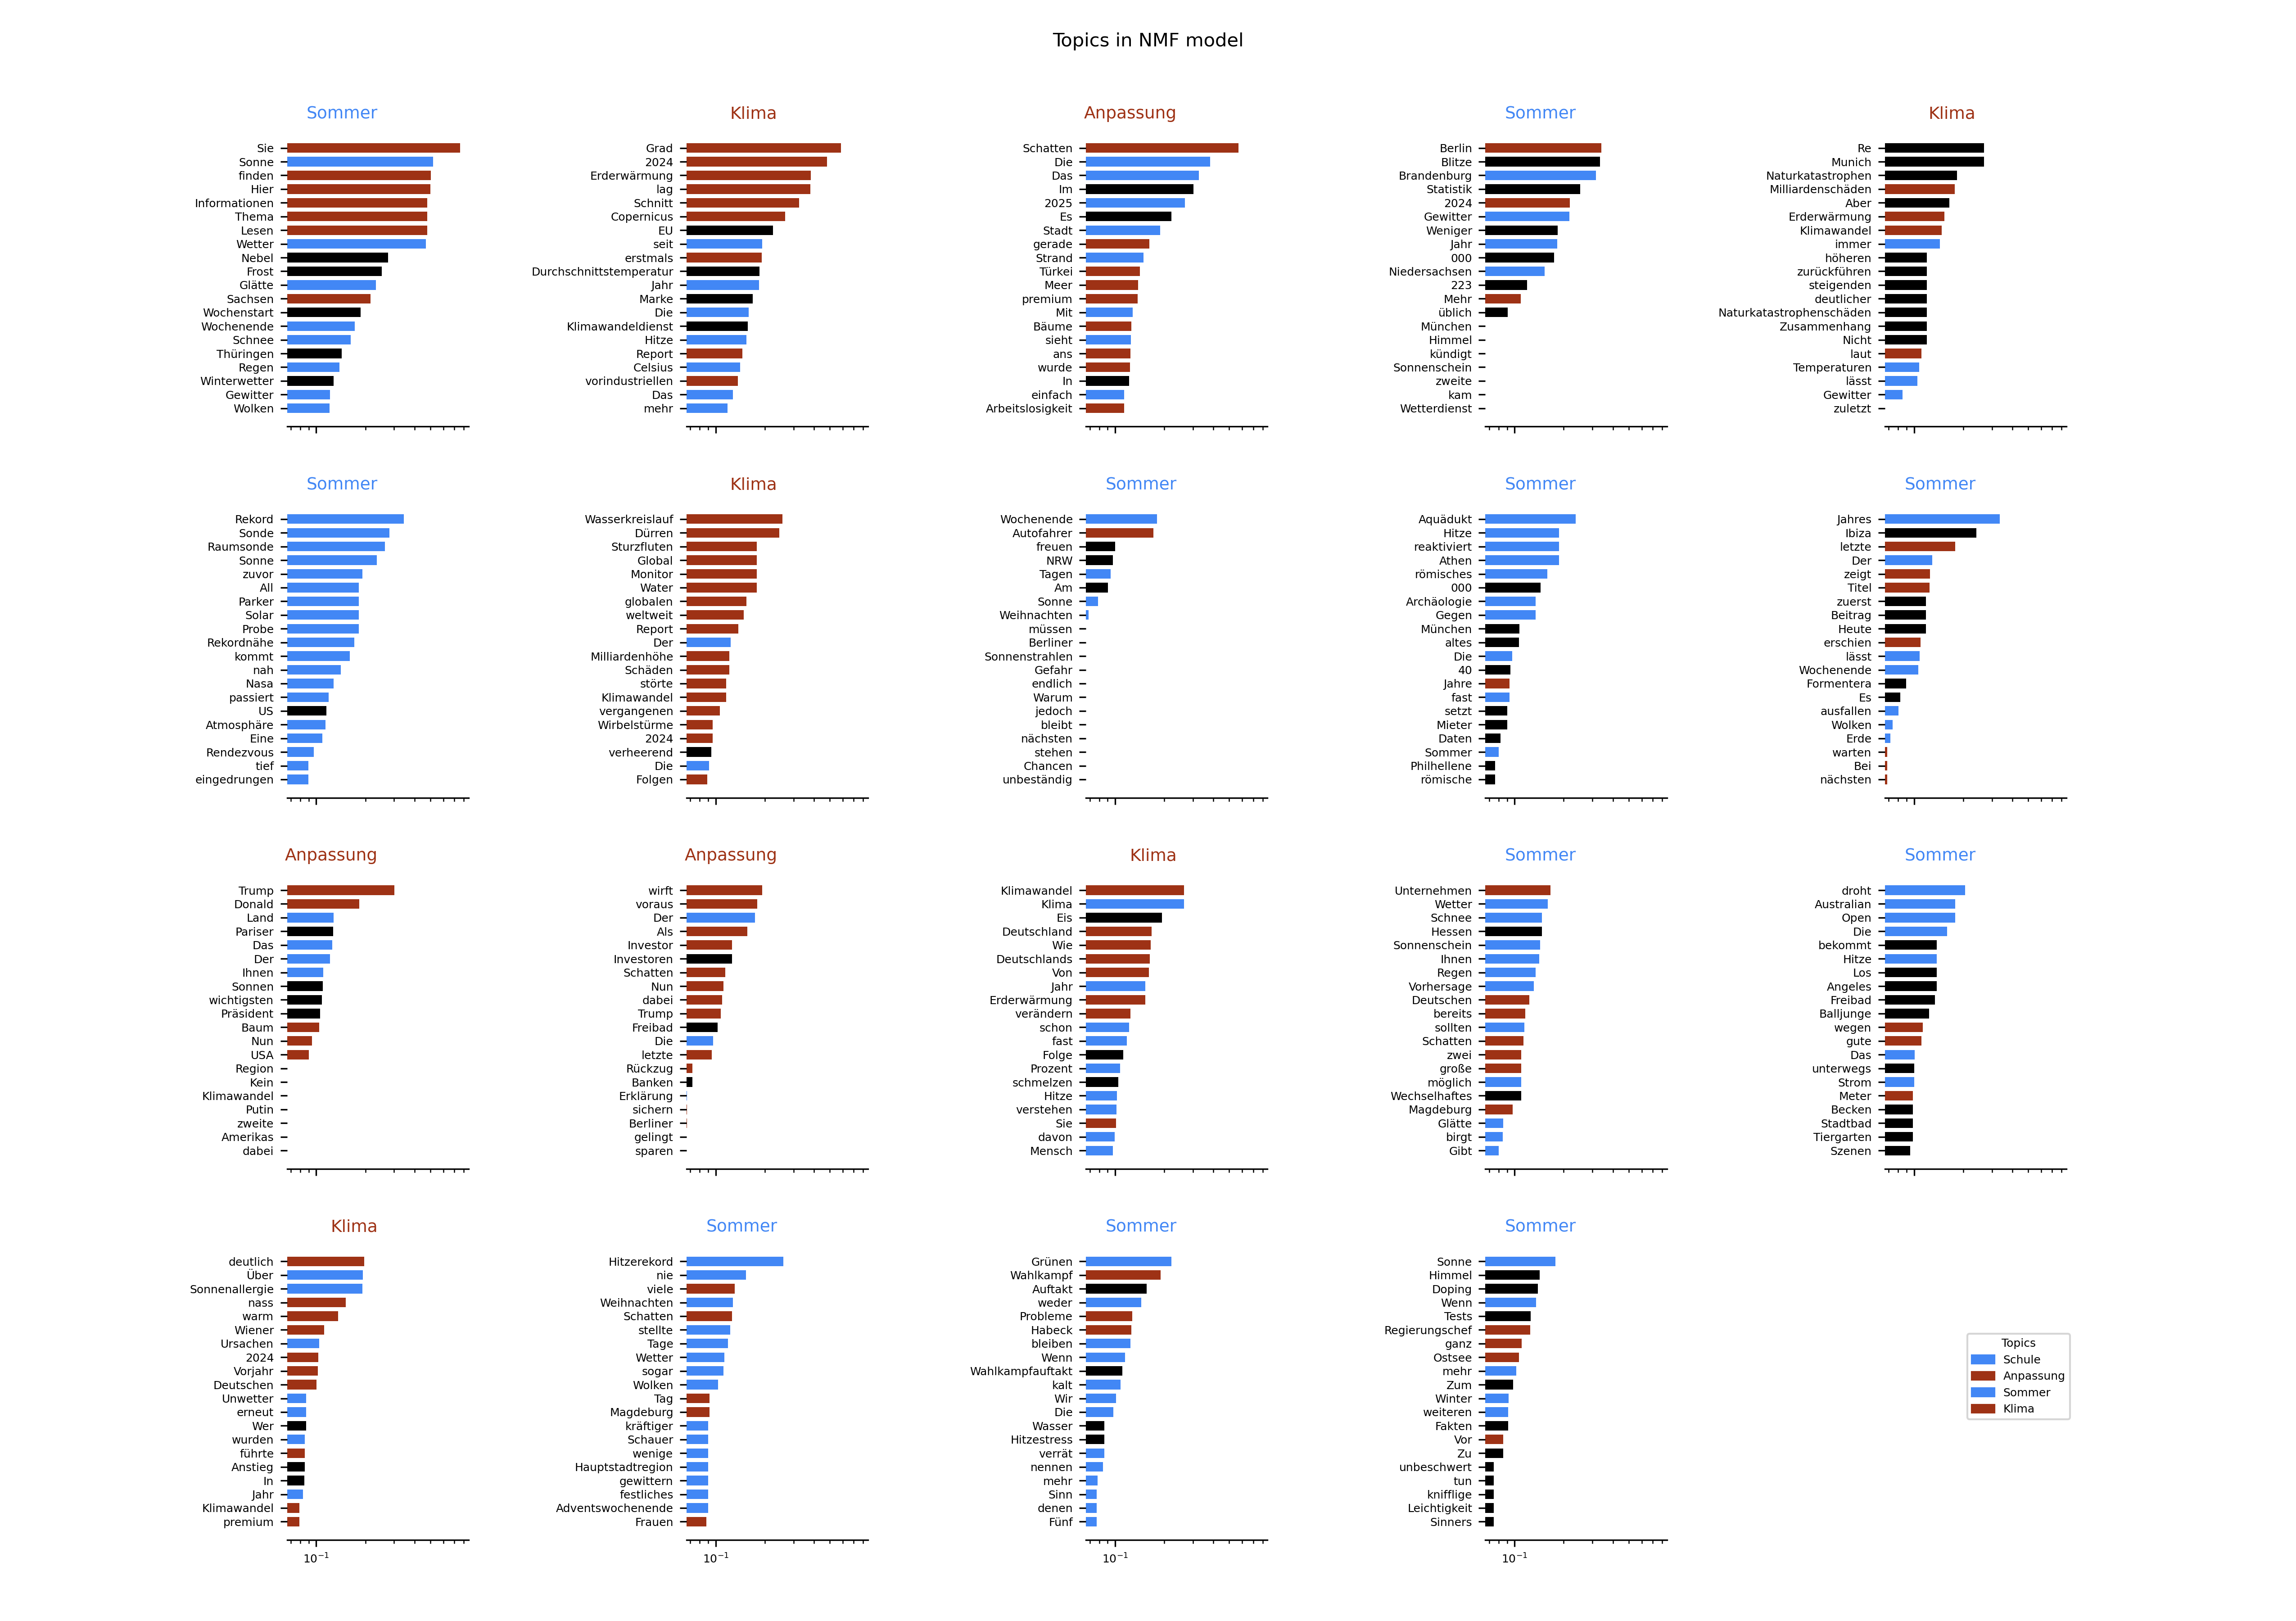 Topics in NMF model
Sommer
Sie
Sonne
finden
Hier
Informationen
Thema
Lesen
Wetter
Nebel
Frost
Glätte
Sachsen
Wochenstart
Wochenende
Schnee
Thüringen
Regen
Winterwetter
Gewitter
Wolken
Klima
Grad
2024
Erderwärmung
lag
Schnitt
Copernicus
EU
seit
erstmals
Durchschnittstemperatur
Jahr
Marke
Die
Klimawandeldienst
Hitze
Report
Celsius
vorindustriellen
Das
mehr
Anpassung
Schatten
Die
Das
Im
2025
Es
Stadt
gerade
Strand
Türkei
Meer
premium
Mit
Bäume
sieht
ans
wurde
In
einfach
Arbeitslosigkeit
Sommer
Berlin
Blitze
Brandenburg
Statistik
2024
Gewitter
Weniger
Jahr
000
Niedersachsen
223
Mehr
üblich
München
Himmel
kündigt
Sonnenschein
zweite
kam
Wetterdienst
Klima
Re
Munich
Naturkatastrophen
Milliardenschäden
Aber
Erderwärmung
Klimawandel
immer
höheren
zurückführen
steigenden
deutlicher
Naturkatastrophenschäden
Zusammenhang
Nicht
laut
Temperaturen
lässt
Gewitter
zuletzt
Sommer
Rekord
Sonde
Raumsonde
Sonne
zuvor
All
Parker
Solar
Probe
Rekordnähe
kommt
nah
Nasa
passiert
US
Atmosphäre
Eine
Rendezvous
tief
eingedrungen
Klima
Wasserkreislauf
Dürren
Sturzfluten
Global
Monitor
Water
globalen
weltweit
Report
Der
Milliardenhöhe
Schäden
störte
Klimawandel
vergangenen
Wirbelstürme
2024
verheerend
Die
Folgen
Sommer
Wochenende
Autofahrer
freuen
NRW
Tagen
Am
Sonne
Weihnachten
müssen
Berliner
Sonnenstrahlen
Gefahr
endlich
Warum
jedoch
bleibt
nächsten
stehen
Chancen
unbeständig
Sommer
Aquädukt
Hitze
reaktiviert
Athen
römisches
000
Archäologie
Gegen
München
altes
Die
40
Jahre
fast
setzt
Mieter
Daten
Sommer
Philhellene
römische
Sommer
Jahres
Ibiza
letzte
Der
zeigt
Titel
zuerst
Beitrag
Heute
erschien
lässt
Wochenende
Formentera
Es
ausfallen
Wolken
Erde
warten
Bei
nächsten
Anpassung
Trump
Donald
Land
Pariser
Das
Der
Ihnen
Sonnen
wichtigsten
Präsident
Baum
Nun
USA
Region
Kein
Klimawandel
Putin
zweite
Amerikas
dabei
Anpassung
wirft
voraus
Der
Als
Investor
Investoren
Schatten
Nun
dabei
Trump
Freibad
Die
letzte
Rückzug
Banken
Erklärung
sichern
Berliner
gelingt
sparen
Klima
Klimawandel
Klima
Eis
Deutschland
Wie
Deutschlands
Von
Jahr
Erderwärmung
verändern
schon
fast
Folge
Prozent
schmelzen
Hitze
verstehen
Sie
davon
Mensch
Sommer
Unternehmen
Wetter
Schnee
Hessen
Sonnenschein
Ihnen
Regen
Vorhersage
Deutschen
bereits
sollten
Schatten
zwei
große
möglich
Wechselhaftes
Magdeburg
Glätte
birgt
Gibt
Sommer
droht
Australian
Open
Die
bekommt
Hitze
Los
Angeles
Freibad
Balljunge
wegen
gute
Das
unterwegs
Strom
Meter
Becken
Stadtbad
Tiergarten
Szenen
Klima
deutlich
Über
Sonnenallergie
nass
warm
Wiener
Ursachen
2024
Vorjahr
Deutschen
Unwetter
erneut
Wer
wurden
führte
Anstieg
In
Jahr
Klimawandel
premium
10⁻¹
Sommer
Hitzerekord
nie
viele
Weihnachten
Schatten
stellte
Tage
Wetter
sogar
Wolken
Tag
Magdeburg
kräftiger
Schauer
wenige
Hauptstadtregion
gewittern
festliches
Adventswochenende
Frauen
10⁻¹
Sommer
Grünen
Wahlkampf
Auftakt
weder
Probleme
Habeck
bleiben
Wenn
Wahlkampfauftakt
kalt
Wir
Die
Wasser
Hitzestress
verrät
nennen
mehr
Sinn
denen
Fünf
10⁻¹
Sommer
Sonne
Himmel
Doping
Wenn
Tests
Regierungschef
ganz
Ostsee
mehr
Zum
Winter
weiteren
Fakten
Vor
Zu
unbeschwert
tun
knifflige
Leichtigkeit
Sinners
10⁻¹
Topics
Schule
Anpassung
Sommer
Klima